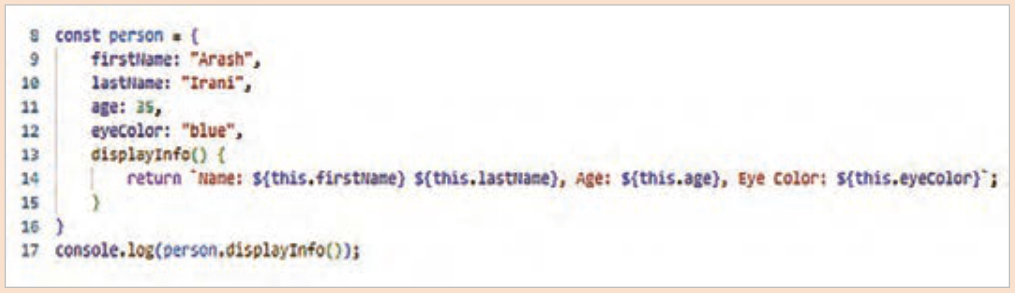 8 const person = {
9 firstName: "Arash",
10 lastName: "Irani",
11 age: 35,
12 eyeColor: "blue",
13 displayInfo() {
14 return `Name: ${this.firstName} ${this.lastName}, Age: ${this.age}, Eye Color: ${this.eyeColor}`;
15 }
16 }
17 console.log(person.displayInfo());